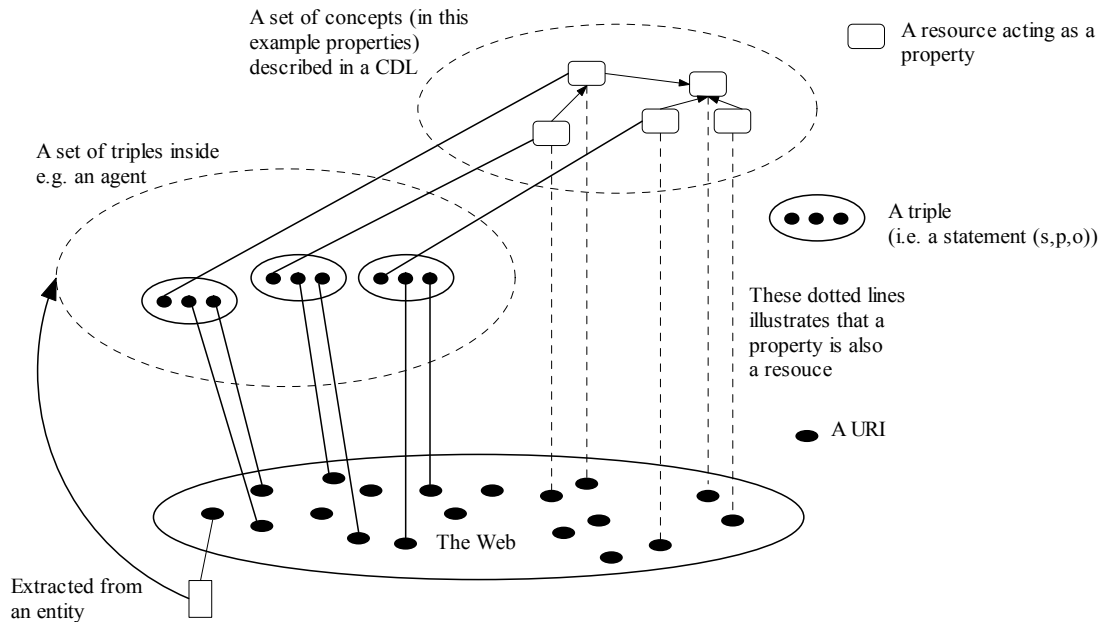 A set of concepts (in this
example properties)
described in a CDL
A resource acting as a
property
A set of triples inside
e.g. an agent
A triple
(i.e. a statement (s,p,o))
These dotted lines
illustrates that a
property is also
a resouce
A URI
The Web
Extracted from
an entity